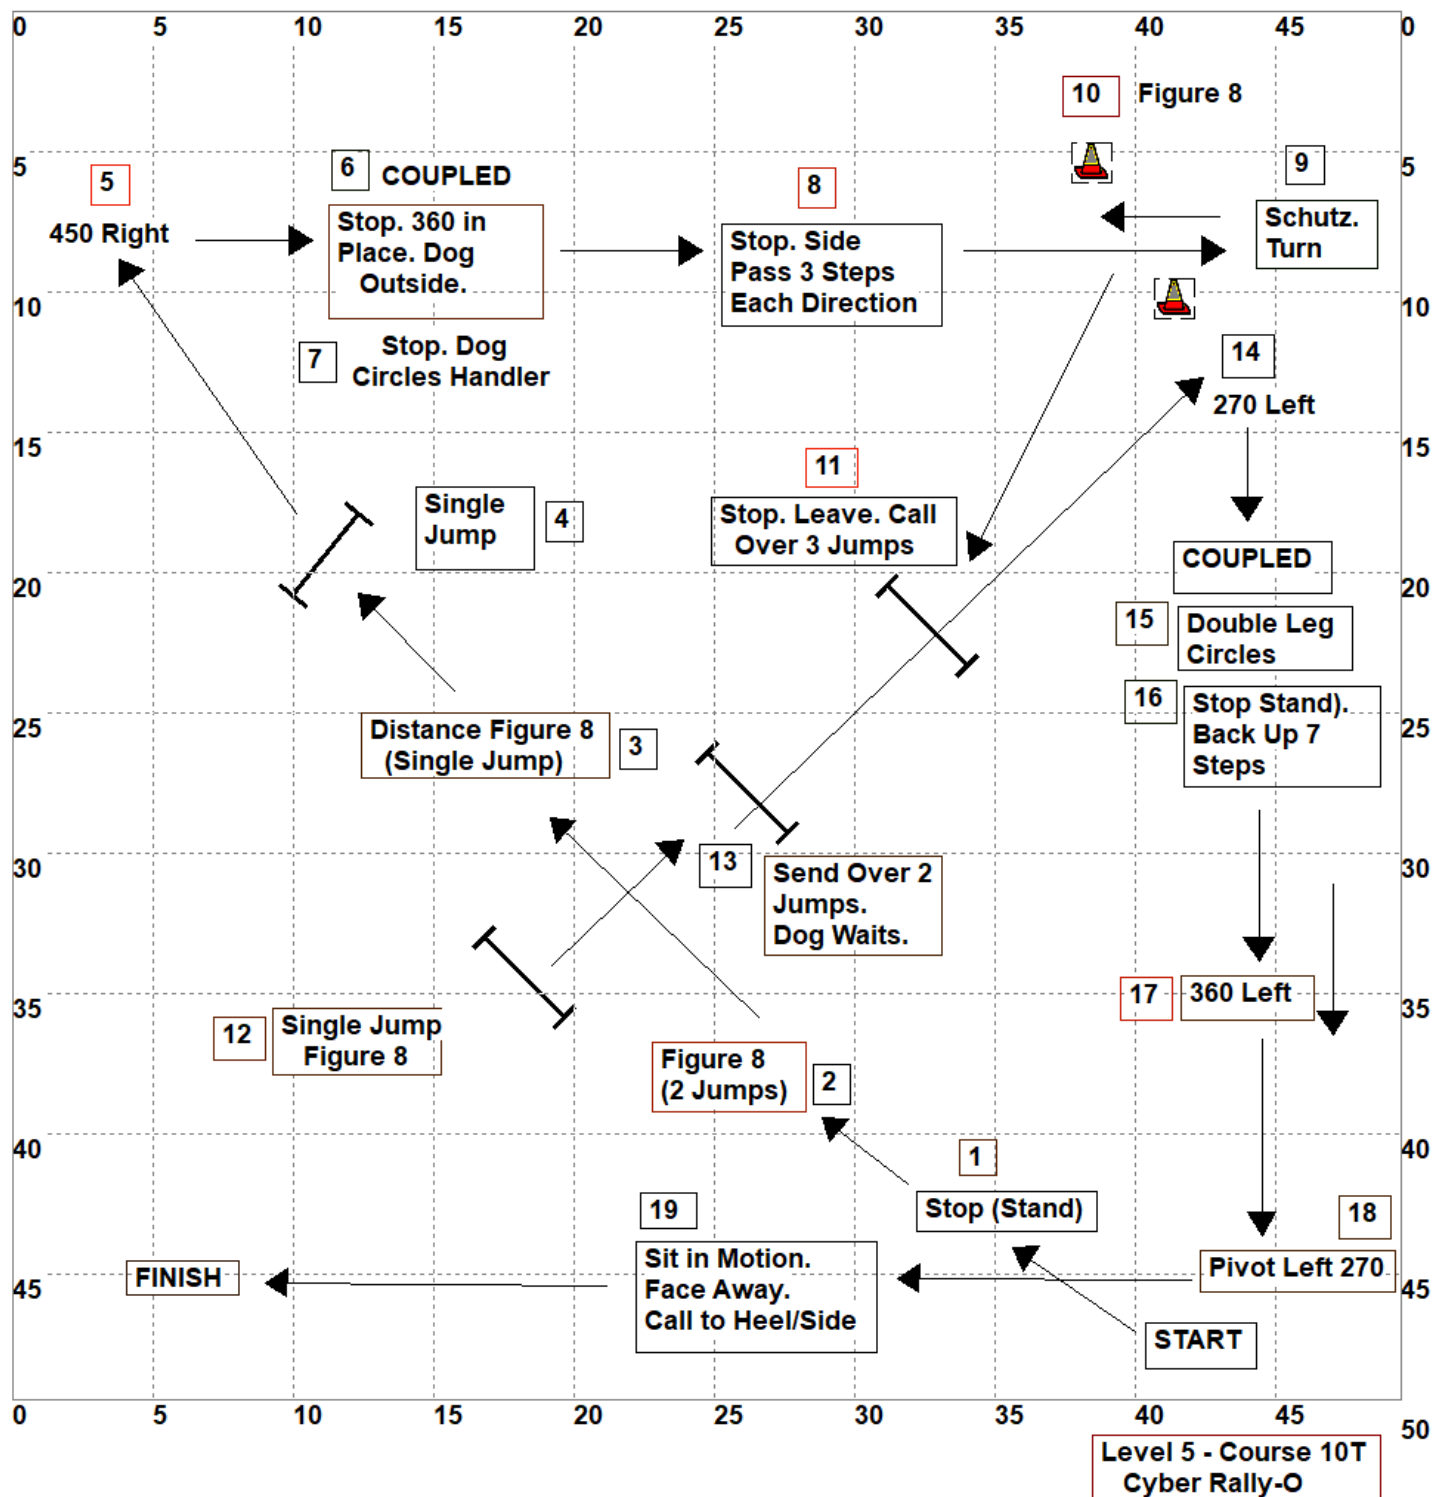 0 5 10 15 20 25 30 35 40 45 0
10 Figure 8
5 5
5
6 COUPLED
8
9
450 Right
Stop. 360 in
Place. Dog
Outside.
Stop. Side
Pass 3 Steps
Each Direction
Schutz.
Turn
10 10
7
Stop. Dog
Circles Handler
14
270 Left
15 15
11
Single
Jump
4
Stop. Leave. Call
Over 3 Jumps
COUPLED
20 20
15
Double Leg
Circles
16
Stop Stand).
Back Up 7
Steps
25 25
Distance Figure 8
(Single Jump)
3
30 30
13
Send Over 2
Jumps.
Dog Waits.
17
360 Left
35 35
12
Single Jump
Figure 8
Figure 8
(2 Jumps)
2
40 40
1
Stop (Stand)
19
18
Sit in Motion.
Face Away.
Call to Heel/Side
Pivot Left 270
FINISH
45 45
START
0 5 10 15 20 25 30 35 40 45 50
Level 5 - Course 10T
Cyber Rally-O